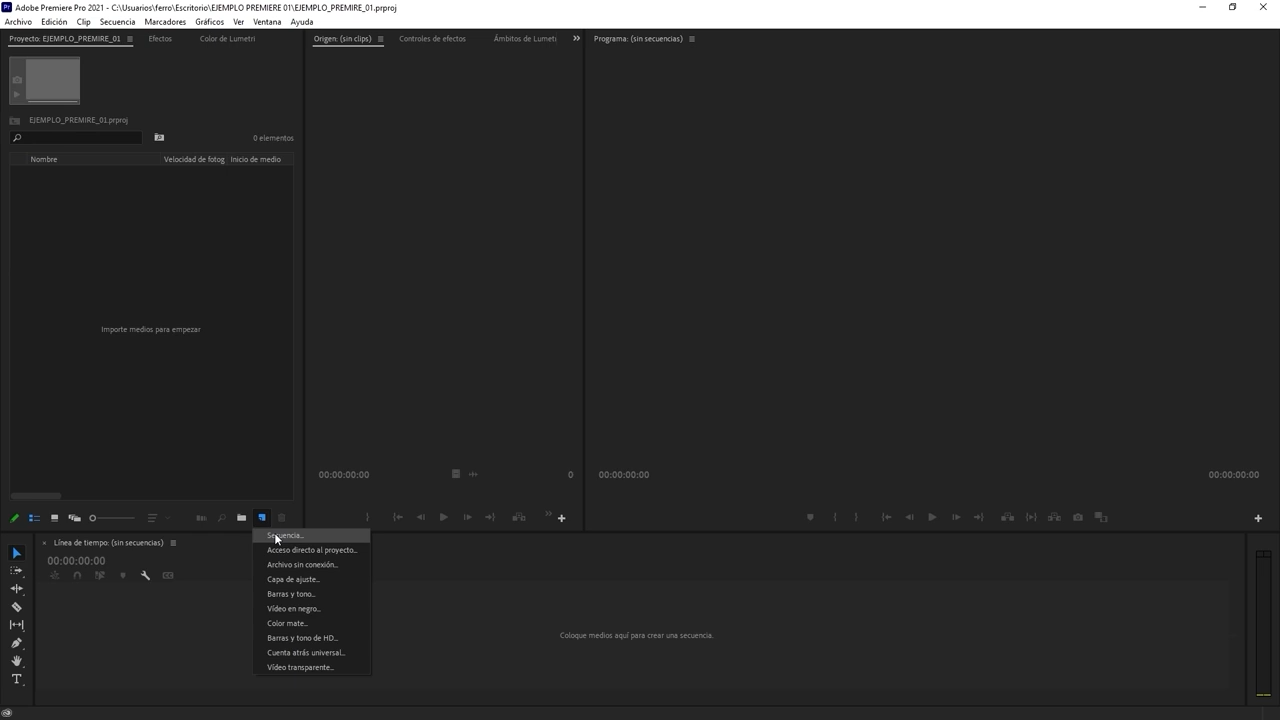 Adobe Premiere Pro 2021 - C:\Usuarios\ferro\Escritorio\EJEMPLO PREMIERE 01\EJEMPLO_PREMIRE_01.prproj
Archivo Edición Clip Secuencia Marcadores Gráficos Ver Ventana Ayuda
Proyecto: EJEMPLO_PREMIRE_01 Efectos Color de Lumetri
Origen: (sin clips) Controles de efectos Ámbitos de Lumetri
Programa: (sin secuencias)
EJEMPLO_PREMIRE_01.prproj
0 elementos
Nombre Velocidad de fotog Inicio de medio
Importe medios para empezar
00:00:00:00 0
00:00:00:00 00:00:00:00
Secuencia...
Acceso directo al proyecto...
Archivo sin conexión...
Capa de ajuste...
Barras y tono...
Vídeo en negro...
Color mate...
Barras y tono de HD...
Cuenta atrás universal...
Vídeo transparente...
Línea de tiempo: (sin secuencias)
00:00:00:00
Coloque medios aquí para crear una secuencia.